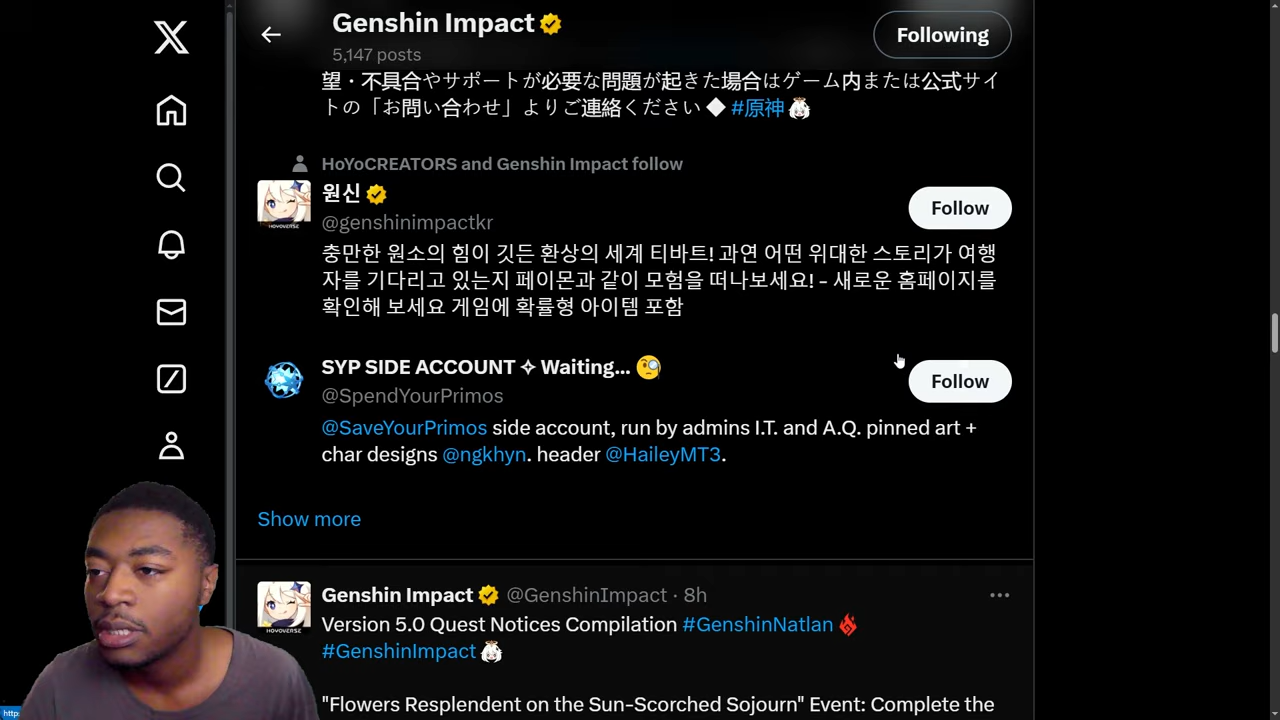 Genshin Impact
5,147 posts
Following
望・不具合やサポートが必要な問題が起きた場合はゲーム内または公式サイ
トの「お問い合わせ」よりご連絡ください ◆ #原神
HoYoCREATORS and Genshin Impact follow
원신
Follow
@genshinimpactkr
충만한 원소의 힘이 깃든 환상의 세계 티바트! 과연 어떤 위대한 스토리가 여행
자를 기다리고 있는지 페이몬과 같이 모험을 떠나보세요! - 새로운 홈페이지를
확인해 보세요 게임에 확률형 아이템 포함
SYP SIDE ACCOUNT ✧ Waiting... 🧐
Follow
@SpendYourPrimos
@SaveYourPrimos side account, run by admins I.T. and A.Q. pinned art +
char designs @ngkhyn. header @HaileyMT3.
Show more
Genshin Impact @GenshinImpact · 8h
Version 5.0 Quest Notices Compilation #GenshinNatlan
#GenshinImpact
"Flowers Resplendent on the Sun-Scorched Sojourn" Event: Complete the
http: